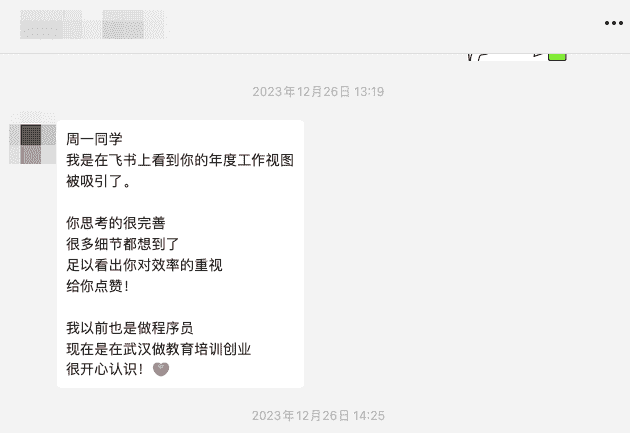 2023年12月26日 13:19
周一同学
我是在飞书上看到你的年度工作视图
被吸引了。
你思考的很完善
很多细节都想到了
足以看出你对效率的重视
给你点赞！
我以前也是做程序员
现在是在武汉做教育培训创业
很开心认识！
2023年12月26日 14:25